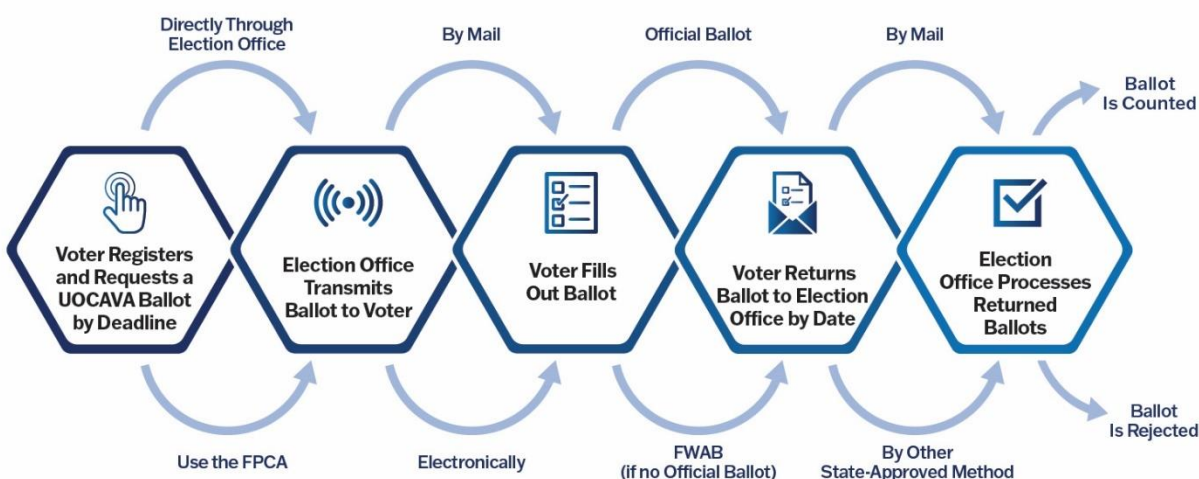 Directly Through
Election Office
By Mail
Official Ballot
By Mail
Ballot
Is Counted
Voter Registers
and Requests a
UOCAVA Ballot
by Deadline
Election Office
Transmits
Ballot to Voter
Voter Fills
Out Ballot
Voter Returns
Ballot to Election
Office by Date
Election
Office Processes
Returned
Ballots
Use the FPCA
Electronically
FWAB
(if no Official Ballot)
By Other
State-Approved Method
Ballot
Is Rejected